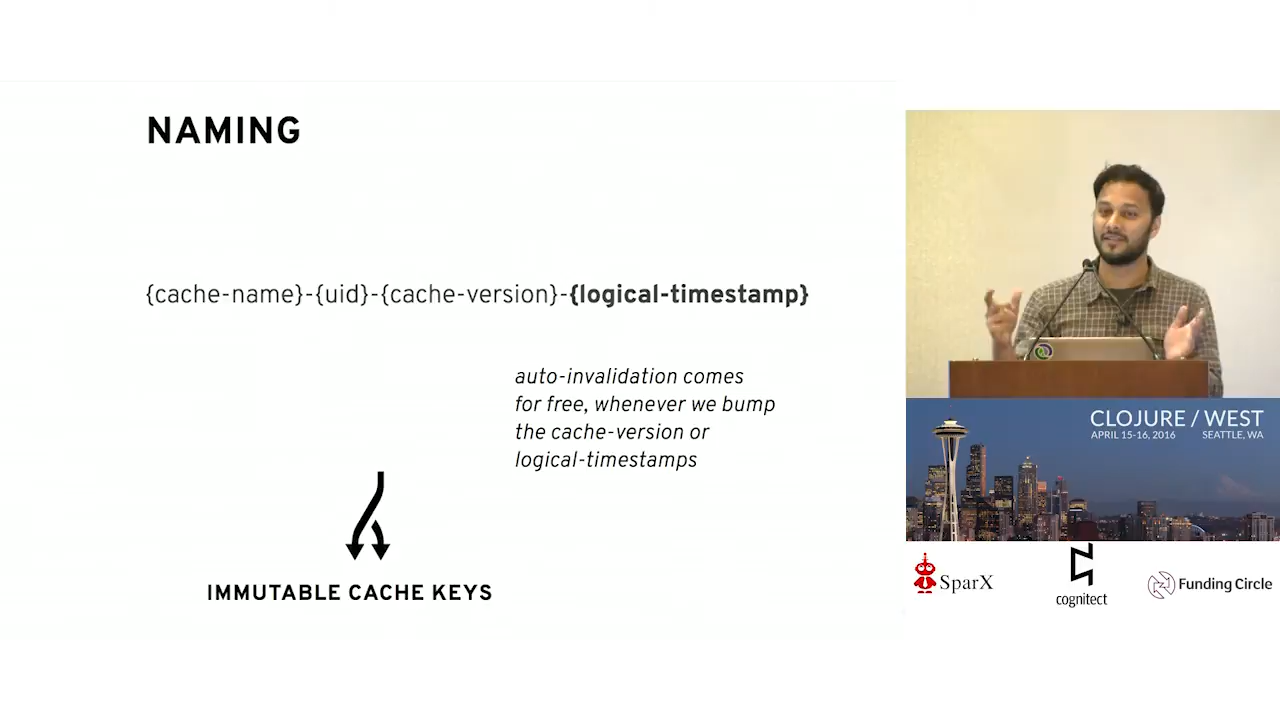 NAMING
{cache-name}-{uid}-{cache-version}-{logical-timestamp}
auto-invalidation comes
for free, whenever we bump
the cache-version or
logical-timestamps
IMMUTABLE CACHE KEYS
CLOJURE / WEST
APRIL 15-16, 2016 SEATTLE, WA
SparX
cognitect
Funding Circle